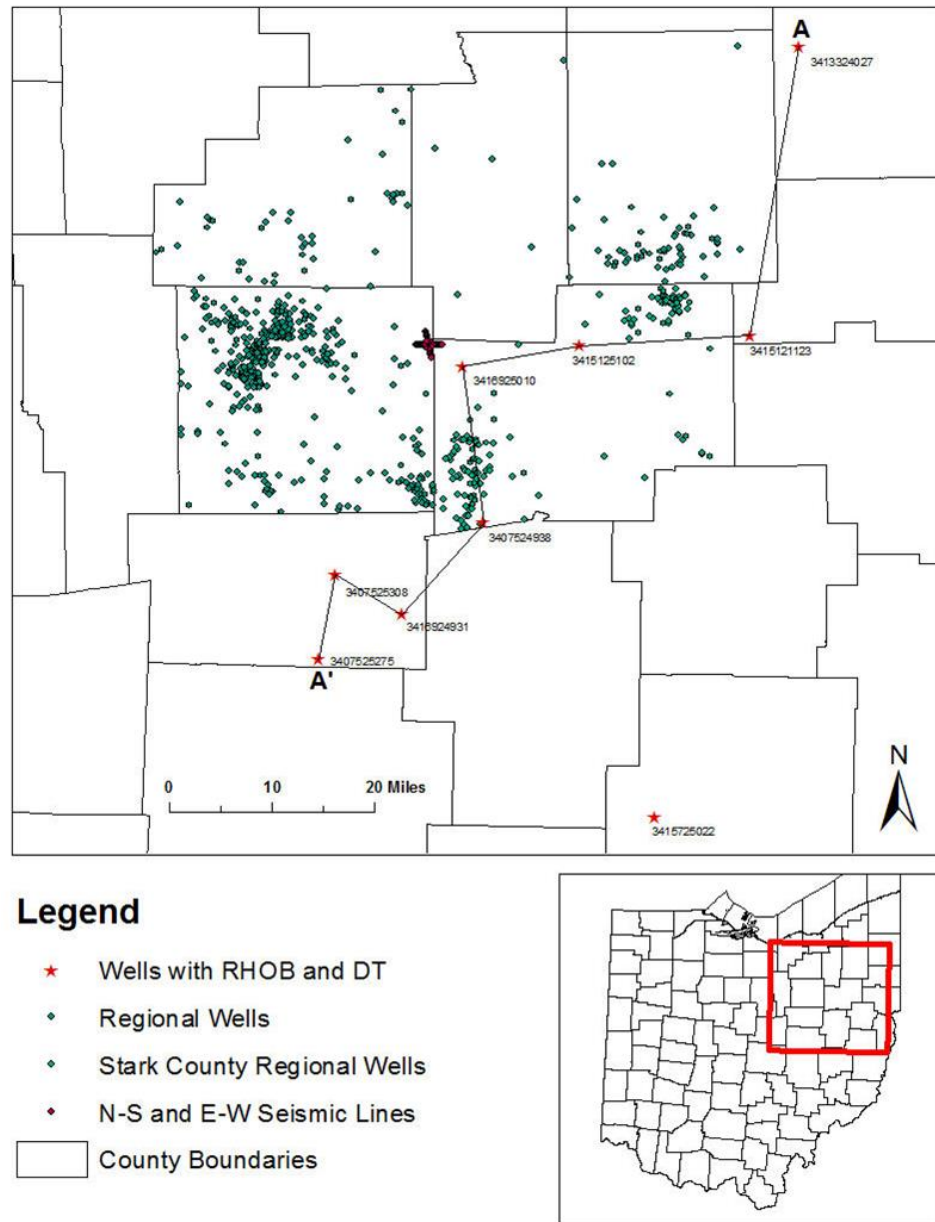 A
3413324027
3415121123
3415125102
3416925010
3407524938
3407525308
3416924931
3407525275
A'
0 10 20 Miles
N
3415725022
Legend
Wells with RHOB and DT
Regional Wells
Stark County Regional Wells
N-S and E-W Seismic Lines
County Boundaries